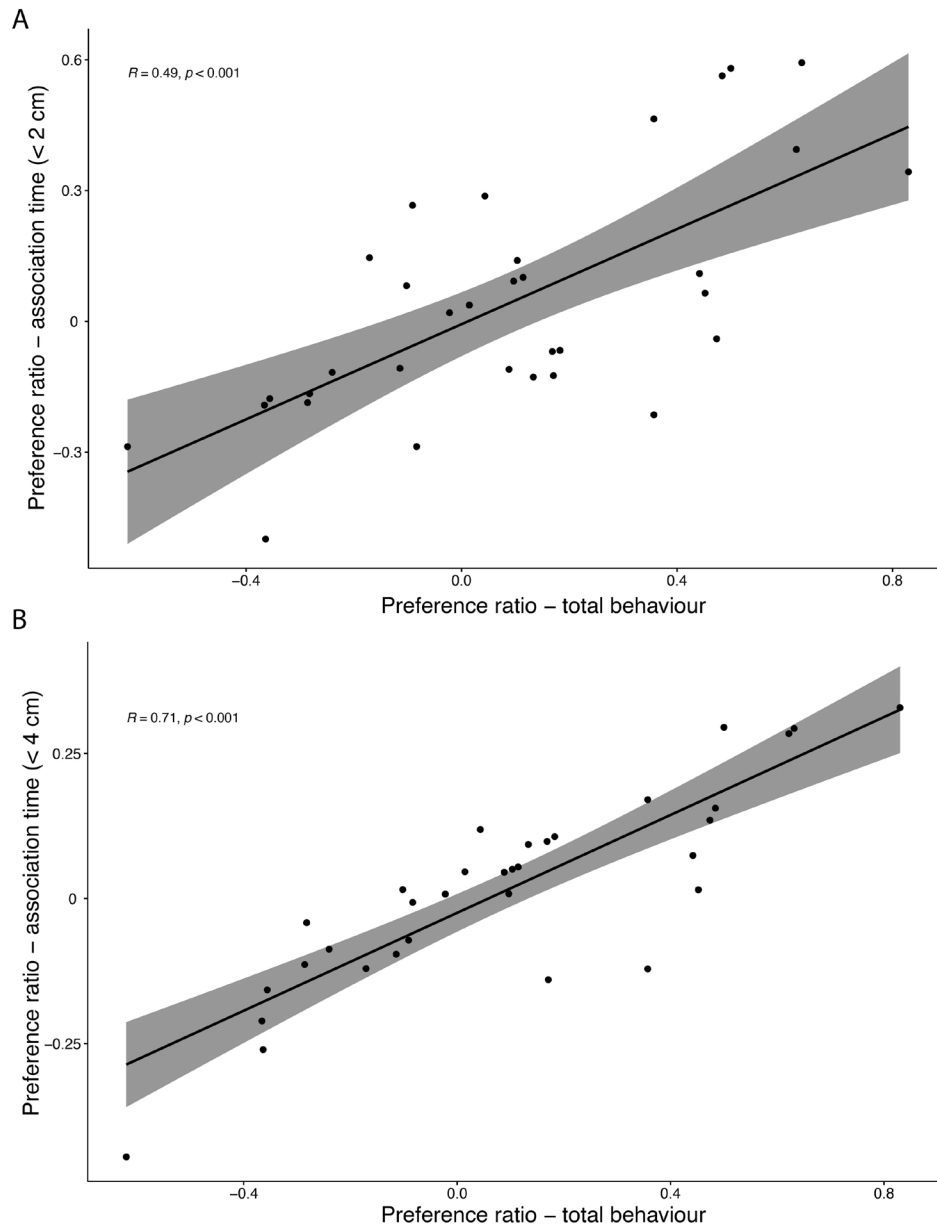 A
R = 0.49, p < 0.001
Preference ratio – association time (< 2 cm)
0.6
0.3
0
−0.3
−0.4
0.0
0.4
0.8
Preference ratio – total behaviour
B
R = 0.71, p < 0.001
Preference ratio – association time (< 4 cm)
0.25
0
−0.25
−0.4
0.0
0.4
0.8
Preference ratio – total behaviour